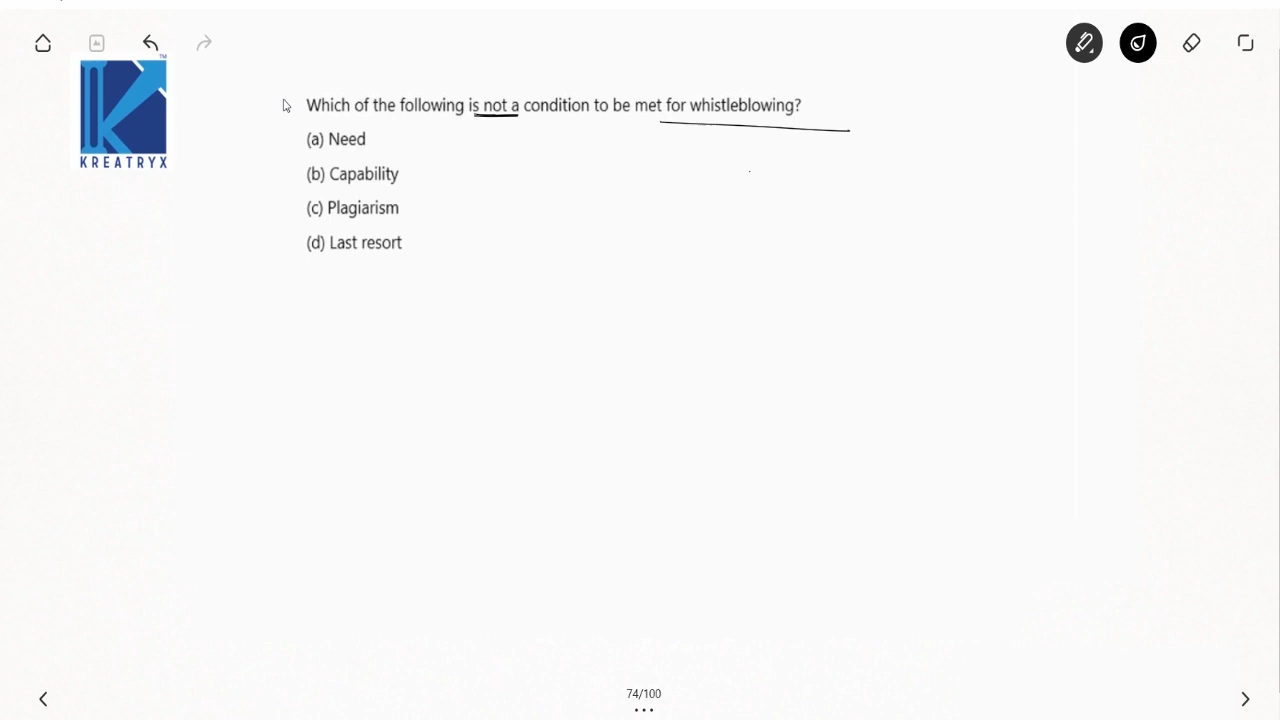 TM
KREATRYX
Which of the following is not a condition to be met for whistleblowing?
(a) Need
(b) Capability
(c) Plagiarism
(d) Last resort
74/100